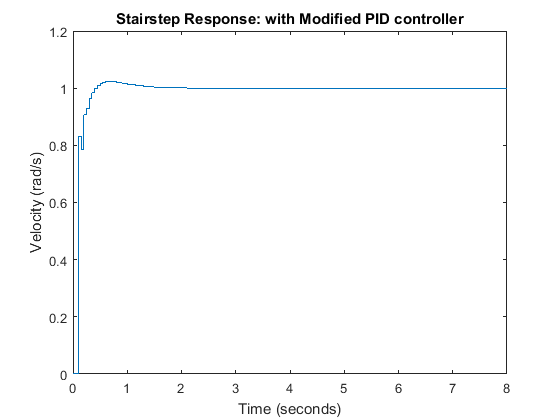 Stairstep Response: with Modified PID controller
1.2
1
0.8
0.6
0.4
0.2
0
Velocity (rad/s)
0 1 2 3 4 5 6 7 8
Time (seconds)